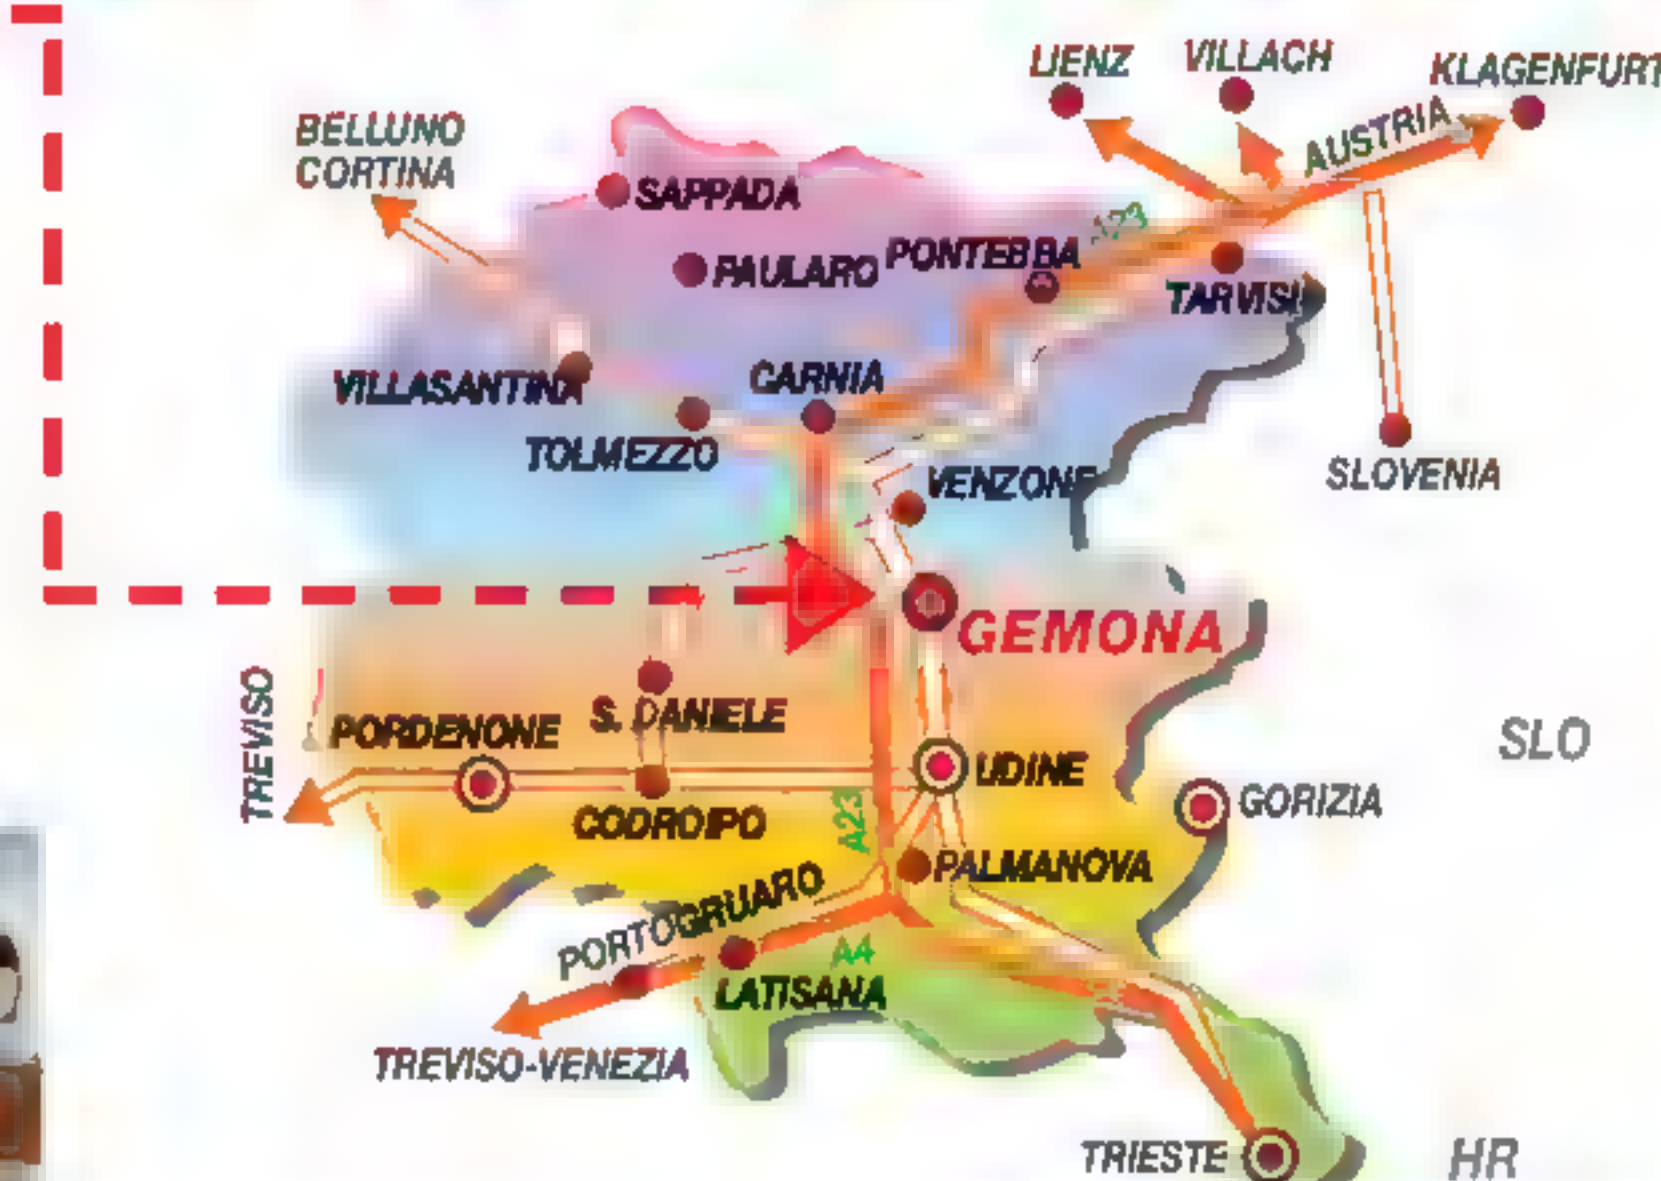 LIENZ
VILLACH
KLAGENFURT
AUSTRIA
BELLUNO
CORTINA
SAPPADA
A23
PAULARO
PONTEBBA
TARVISI
VILLASANTINA
CARNIA
TOLMEZZO
VENZONE
SLOVENIA
GEMONA
TREVISO
PORDENONE
S. DANIELE
SLO
UDINE
GORIZIA
CODROIPO
A23
PALMANOVA
PORTOGRUARO
A4
LATISANA
TREVISO-VENEZIA
TRIESTE
HR